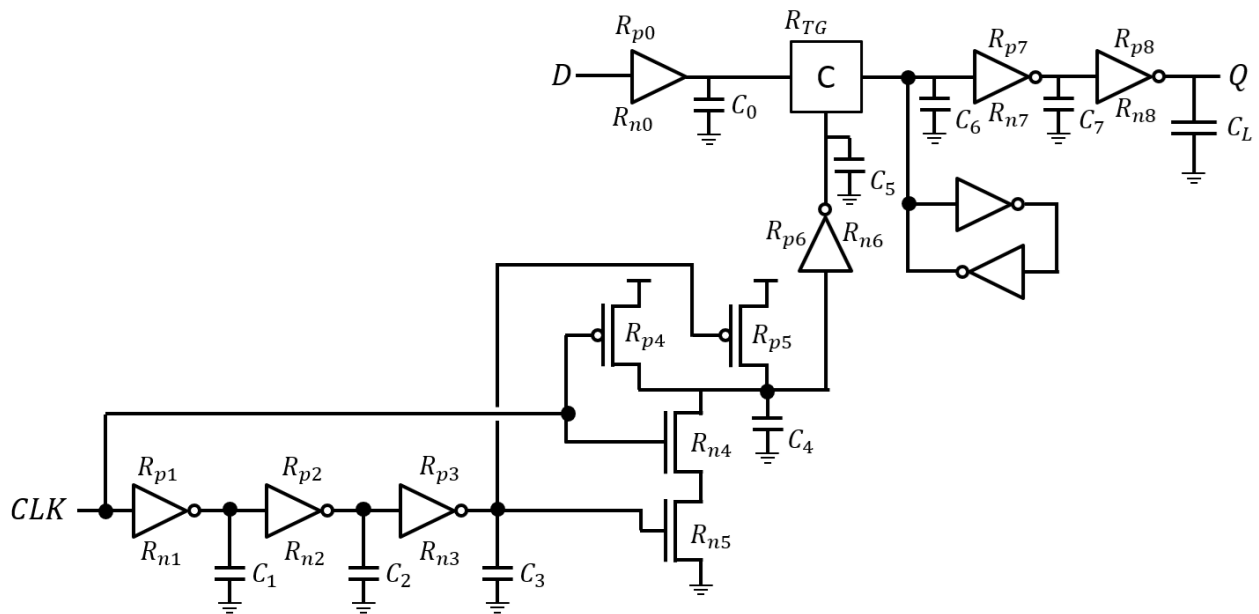 R_{TG}
R_{p0}
D
C
R_{n0}
C_0
R_{p7}
R_{p8}
Q
C_6
R_{n7}
C_7
R_{n8}
C_L
C_5
R_{p6}
R_{n6}
R_{p4}
R_{p5}
R_{n4}
C_4
R_{p1}
R_{p2}
R_{p3}
CLK
R_{n1}
R_{n2}
R_{n3}
R_{n5}
C_1
C_2
C_3